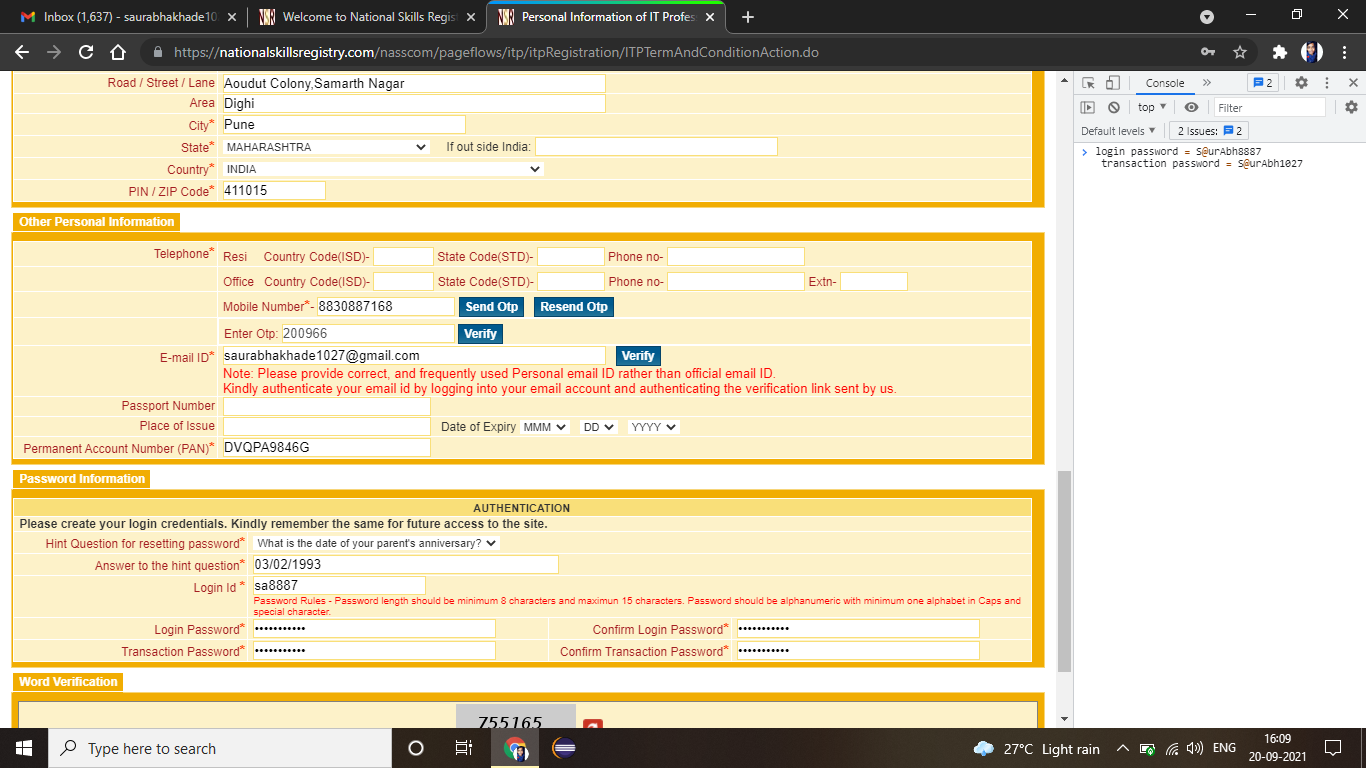 Inbox (1,637) - saurabhakhade10
Welcome to National Skills Regis
Personal Information of IT Profes
https://nationalskillsregistry.com/nasscom/pageflows/itp/itpRegistration/ITPTermAndConditionAction.do
Road / Street / Lane Aoudut Colony,Samarth Nagar
Area Dighi
City* Pune
State* MAHARASHTRA If out side India:
Country* INDIA
PIN / ZIP Code* 411015
Other Personal Information
Telephone* Resi Country Code(ISD)- State Code(STD)- Phone no-
Office Country Code(ISD)- State Code(STD)- Phone no- Extn-
Mobile Number*- 8830887168 Send Otp Resend Otp
Enter Otp: 200966 Verify
E-mail ID* saurabhakhade1027@gmail.com Verify
Note: Please provide correct, and frequently used Personal email ID rather than official email ID.
Kindly authenticate your email id by logging into your email account and authenticating the verification link sent by us.
Passport Number
Place of Issue Date of Expiry MMM DD YYYY
Permanent Account Number (PAN)* DVQPA9846G
Password Information
AUTHENTICATION
Please create your login credentials. Kindly remember the same for future access to the site.
Hint Question for resetting password* What is the date of your parent's anniversary?
Answer to the hint question* 03/02/1993
Login Id * sa8887
Password Rules - Password length should be minimum 8 characters and maximun 15 characters. Password should be alphanumeric with minimum one alphabet in Caps and
special character.
Login Password* ••••••••••• Confirm Login Password* •••••••••••
Transaction Password* ••••••••••• Confirm Transaction Password* •••••••••••
Word Verification
755165
Console 2
top Filter
Default levels 2 Issues: 2
login password = S@urAbh8887
transaction password = S@urAbh1027
Type here to search
27°C Light rain ENG 16:09
20-09-2021